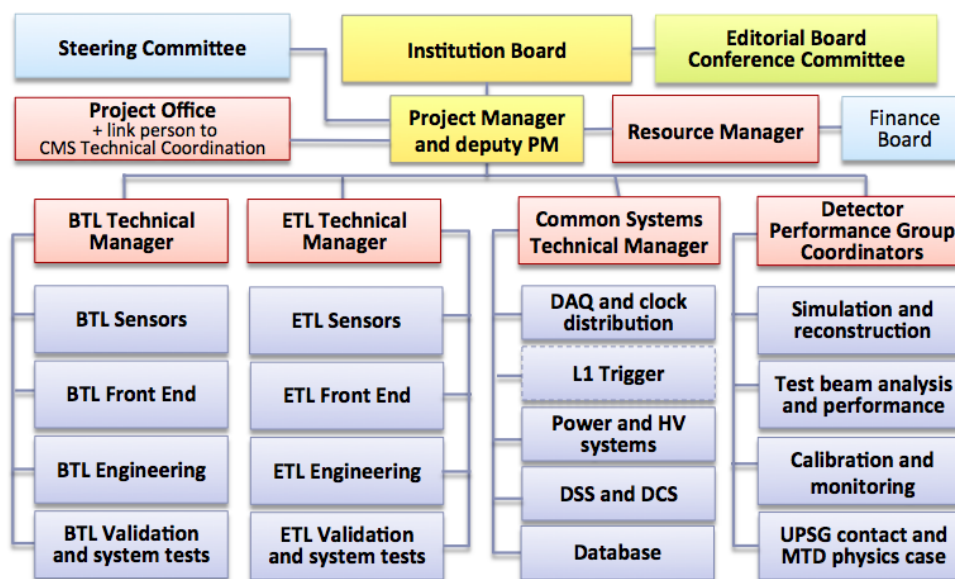 Steering Committee
Institution Board
Editorial Board
Conference Committee
Project Office
+ link person to
CMS Technical Coordination
Project Manager
and deputy PM
Resource Manager
Finance
Board
BTL Technical
Manager
BTL Sensors
BTL Front End
BTL Engineering
BTL Validation
and system tests
ETL Technical
Manager
ETL Sensors
ETL Front End
ETL Engineering
ETL Validation
and system tests
Common Systems
Technical Manager
DAQ and clock
distribution
L1 Trigger
Power and HV
systems
DSS and DCS
Database
Detector
Performance Group
Coordinators
Simulation and
reconstruction
Test beam analysis
and performance
Calibration and
monitoring
UPSG contact and
MTD physics case